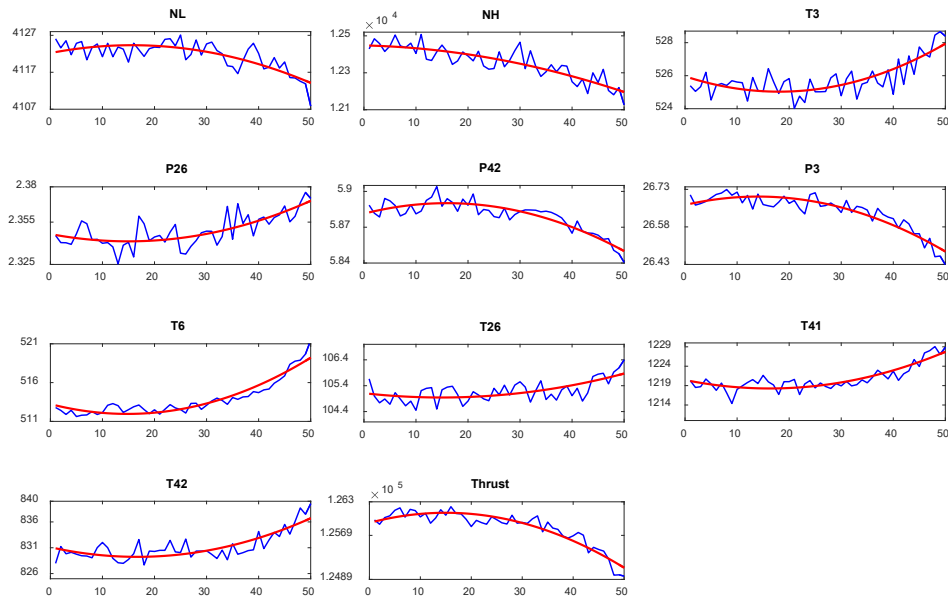 NL
4127
4117
4107
0 10 20 30 40 50
NH
× 10 4
1.25
1.23
1.21
0 10 20 30 40 50
T3
528
526
524
0 10 20 30 40 50
P26
2.38
2.355
2.325
0 10 20 30 40 50
P42
5.9
5.87
5.84
0 10 20 30 40 50
P3
26.73
26.58
26.43
0 10 20 30 40 50
T6
521
516
511
0 10 20 30 40 50
T26
106.4
105.4
104.4
0 10 20 30 40 50
T41
1229
1224
1219
1214
0 10 20 30 40 50
T42
840
836
831
826
0 10 20 30 40 50
Thrust
× 10 5
1.263
1.2569
1.2489
0 10 20 30 40 50